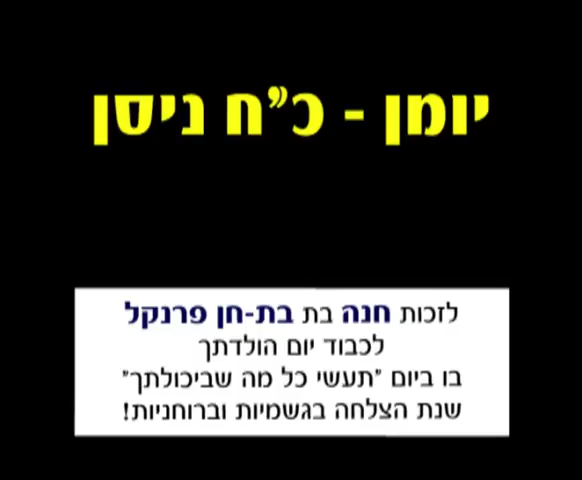 יומן - כ"ח ניסן
לזכות חנה בת בת-חן פרנקל
לכבוד יום הולדתך
בו ביום "תעשי כל מה שביכולתך"
שנת הצלחה בגשמיות וברוחניות!